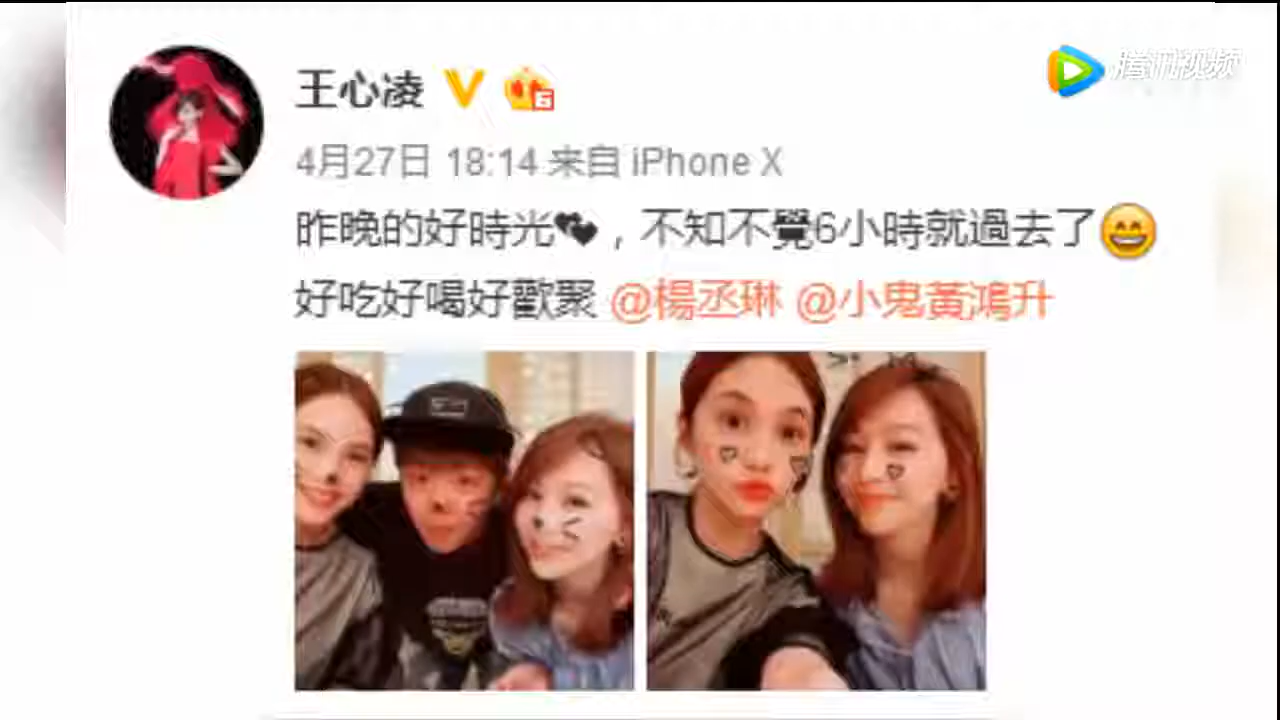 王心凌
6
腾讯视频
4月27日 18:14 来自 iPhone X
昨晚的好時光，不知不覺6小時就過去了
好吃好喝好歡聚 @楊丞琳 @小鬼黃鴻升